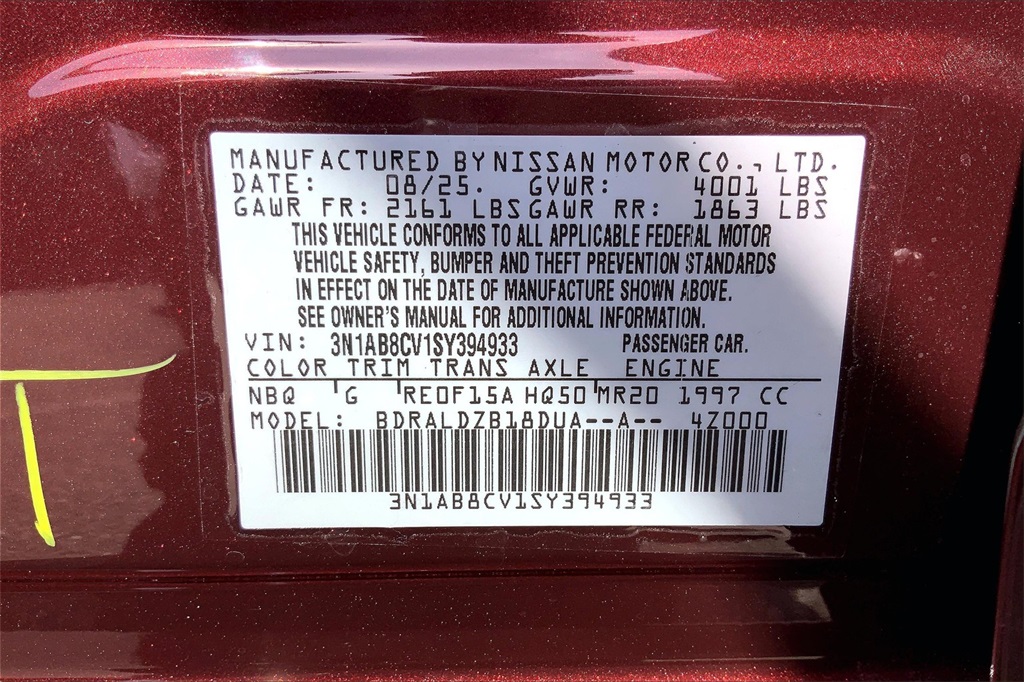 MANUFACTURED BY NISSAN MOTOR CO., LTD.
DATE: 08/25. GVWR: 4001 LBS
GAWR FR: 2161 LBS GAWR RR: 1863 LBS
THIS VEHICLE CONFORMS TO ALL APPLICABLE FEDERAL MOTOR
VEHICLE SAFETY, BUMPER AND THEFT PREVENTION STANDARDS
IN EFFECT ON THE DATE OF MANUFACTURE SHOWN ABOVE.
SEE OWNER'S MANUAL FOR ADDITIONAL INFORMATION.
VIN: 3N1AB8CV1SY394933 PASSENGER CAR.
COLOR TRIM TRANS AXLE ENGINE
NBQ G RE0F15A HQ50 MR20 1997 CC
MODEL: BDRALDZB18DUA--A-- 4Z000
3N1AB8CV1SY394933
T